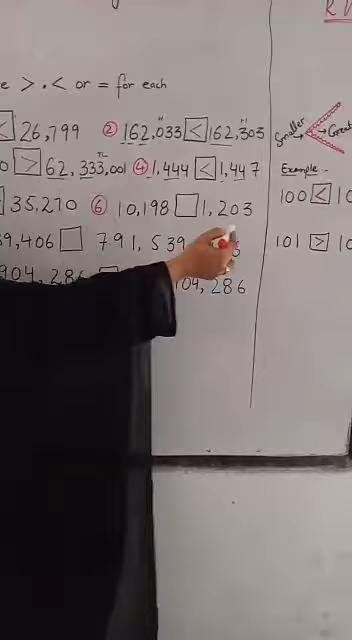 e > . < or = for each
< 26,799 ② 162,033 < 162,303
0 > 62,333,001 ④ 1,444 < 1,447
35,270 ⑥ 10,198 □ 1,203
9,406 □ 791,539
904,286 104,286
Smaller → < → Great
Example
100 < 10
101 > 10